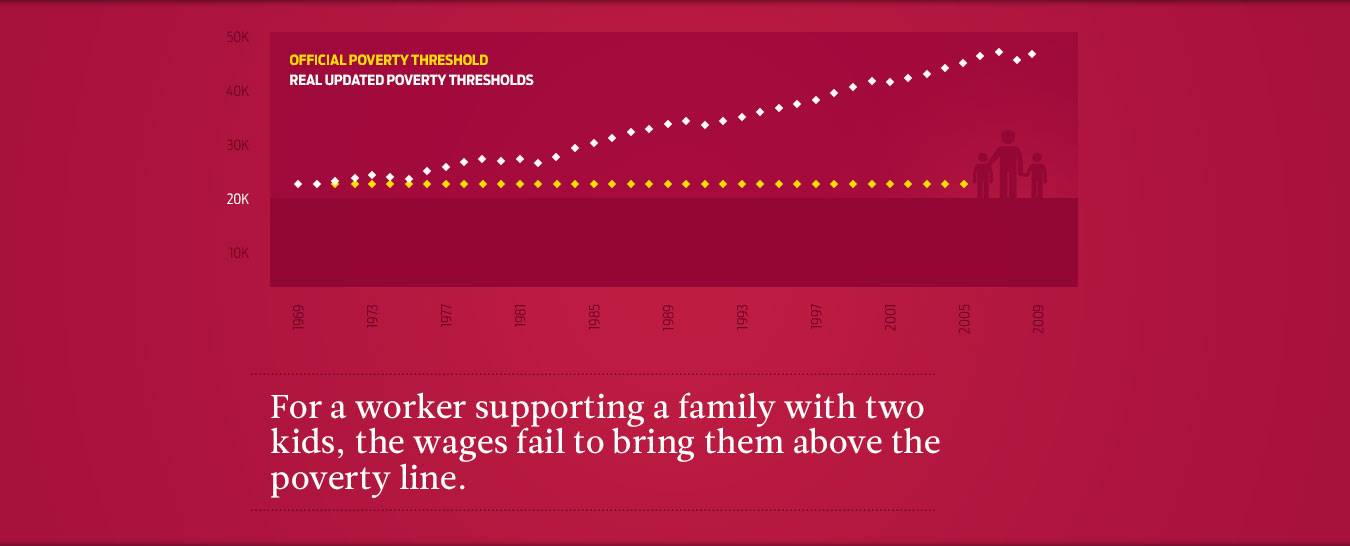 50K
OFFICIAL POVERTY THRESHOLD
REAL UPDATED POVERTY THRESHOLDS
40K
30K
20K
10K
1969
1973
1977
1981
1985
1989
1993
1997
2001
2005
2009
For a worker supporting a family with two
kids, the wages fail to bring them above the
poverty line.